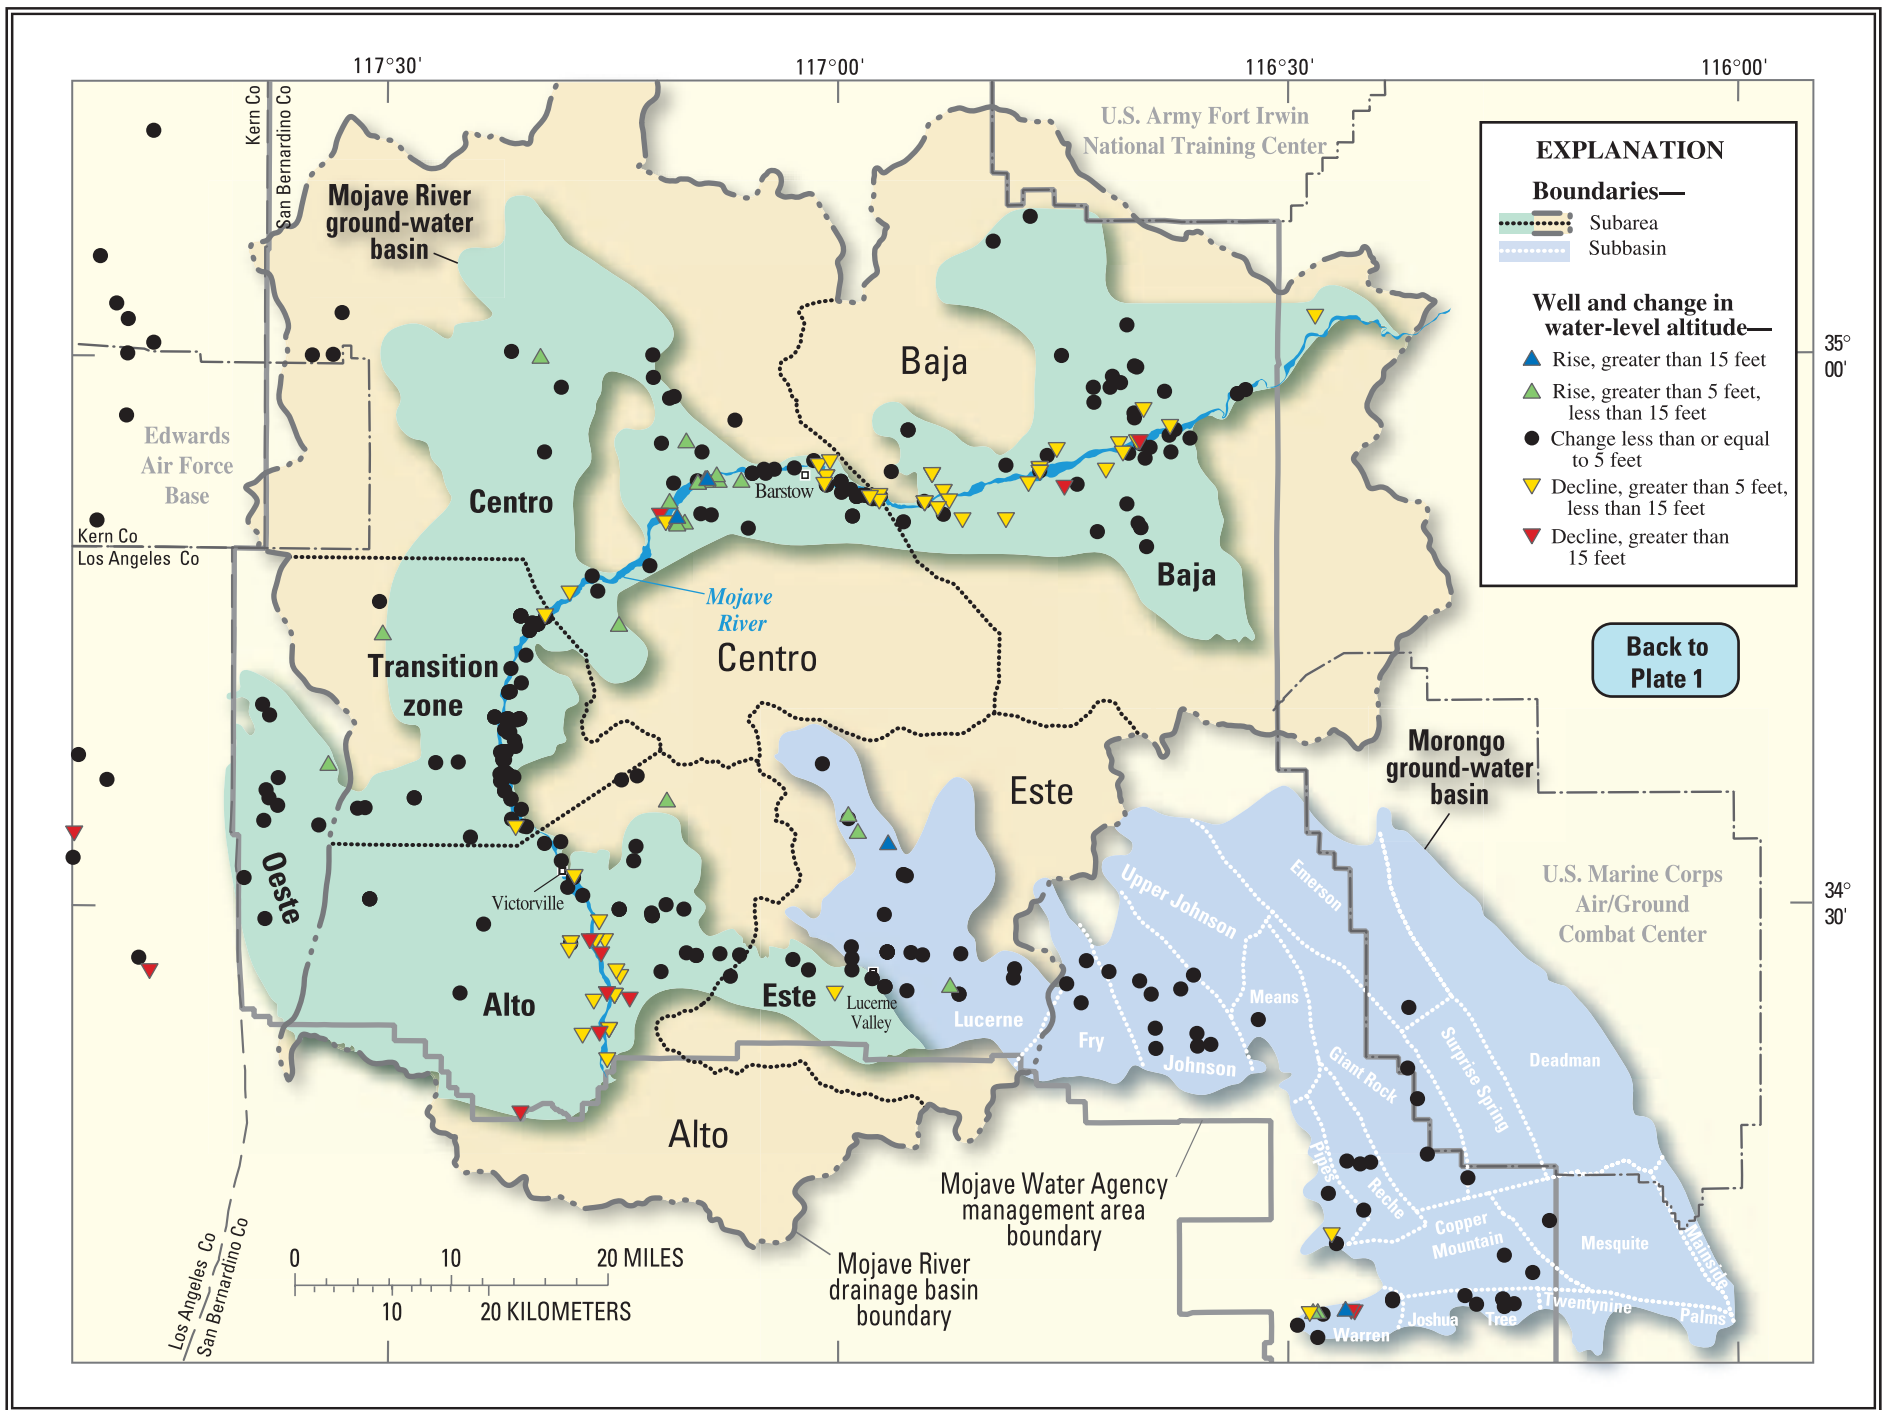 117°30'
117°00'
116°30'
116°00'
Kern Co
San Bernardino Co
U.S. Army Fort Irwin
National Training Center
EXPLANATION
Boundaries—
Subarea
Subbasin
Well and change in
water-level altitude—
Rise, greater than 15 feet
Rise, greater than 5 feet,
less than 15 feet
Change less than or equal
to 5 feet
Decline, greater than 5 feet,
less than 15 feet
Decline, greater than
15 feet
Mojave River
ground-water
basin
35°
00'
Baja
Edwards
Air Force
Base
Centro
Barstow
Kern Co
Los Angeles Co
Baja
Mojave
River
Centro
Transition
zone
Back to
Plate 1
Morongo
ground-water
basin
Este
Oeste
Victorville
Upper Johnson
Emerson
U.S. Marine Corps
Air/Ground
Combat Center
34°
30'
Alto
Este
Lucerne
Valley
Lucerne
Means
Fry
Johnson
Giant Rock
Surprise Spring
Deadman
Alto
Pipes
Reche
Copper
Mountain
Mesquite
Mainside
Mojave Water Agency
management area
boundary
Los Angeles Co
San Bernardino Co
0 10 20 MILES
10 20 KILOMETERS
Mojave River
drainage basin
boundary
Warren
Joshua
Tree
Twentynine
Palms